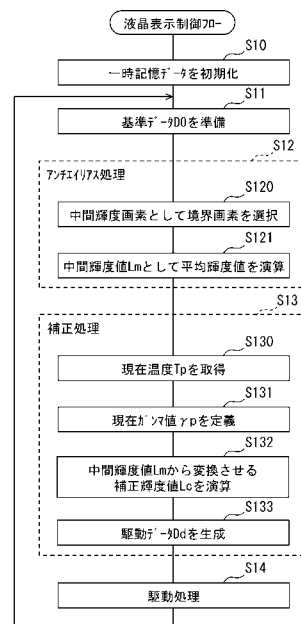 液晶表示制御フロー
S10
一時記憶データを初期化
S11
基準データD0を準備
S12
アンチエイリアス処理
S120
中間輝度画素として境界画素を選択
S121
中間輝度値Lmとして平均輝度値を演算
S13
補正処理
S130
現在温度Tpを取得
S131
現在ガンマ値γpを定義
S132
中間輝度値Lmから変換させる
補正輝度値Lcを演算
S133
駆動データDdを生成
S14
駆動処理